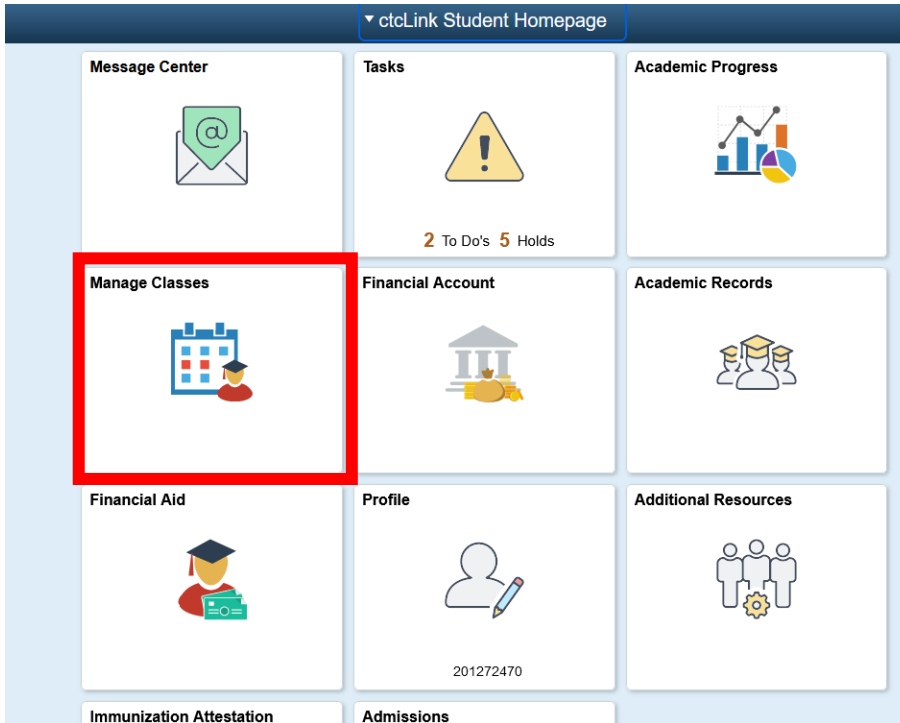 ctcLink Student Homepage
Message Center
Tasks
Academic Progress
@
2 To Do's 5 Holds
Manage Classes
Financial Account
Academic Records
Financial Aid
Profile
Additional Resources
201272470
Immunization Attestation
Admissions